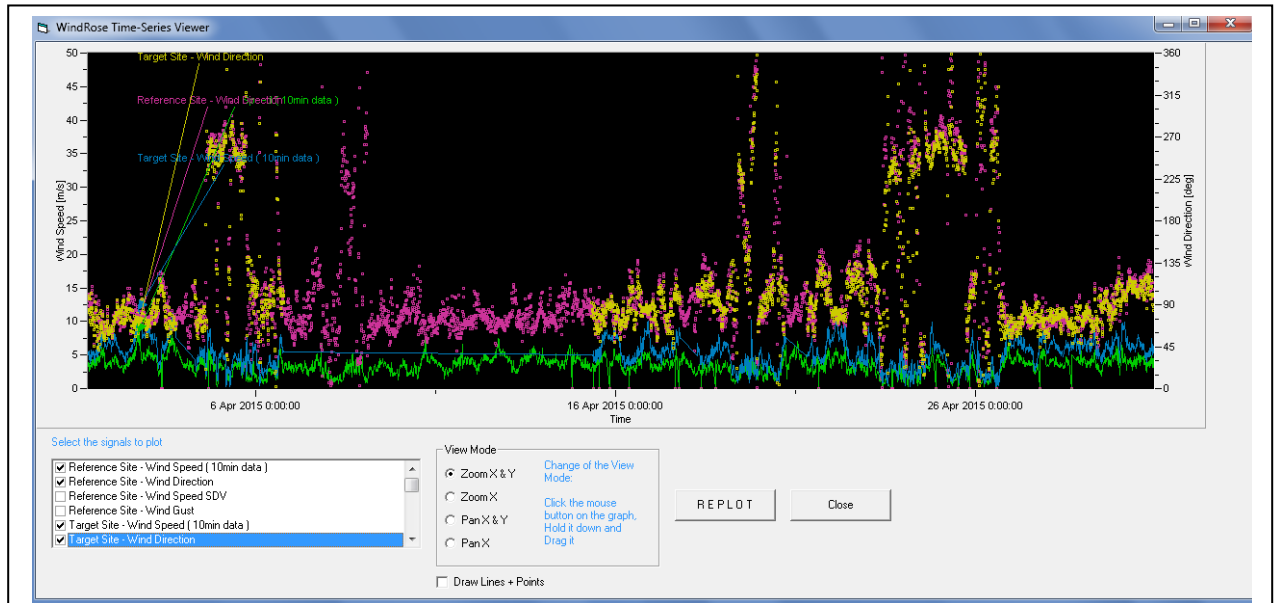 WindRose Time-Series Viewer
50
45
40
35
30
25
20
15
10
5
0
Wind Speed [m/s]
Target Site - Wind Direction
Reference Site - Wind
10min data )
Target Site - Wind Speed ( 10min data )
360
315
270
225
180
135
90
45
0
Wind Direction [deg]
6 Apr 2015 0:00:00
16 Apr 2015 0:00:00
26 Apr 2015 0:00:00
Time
Select the signals to plot
Reference Site - Wind Speed ( 10min data )
Reference Site - Wind Direction
Reference Site - Wind Speed SDV
Reference Site - Wind Gust
Target Site - Wind Speed ( 10min data )
Target Site - Wind Direction
View Mode
Zoom X & Y
Zoom X
Pan X & Y
Pan X
Change of the View
Mode:
Click the mouse
button on the graph,
Hold it down and
Drag it
Draw Lines + Points
REPLOT
Close